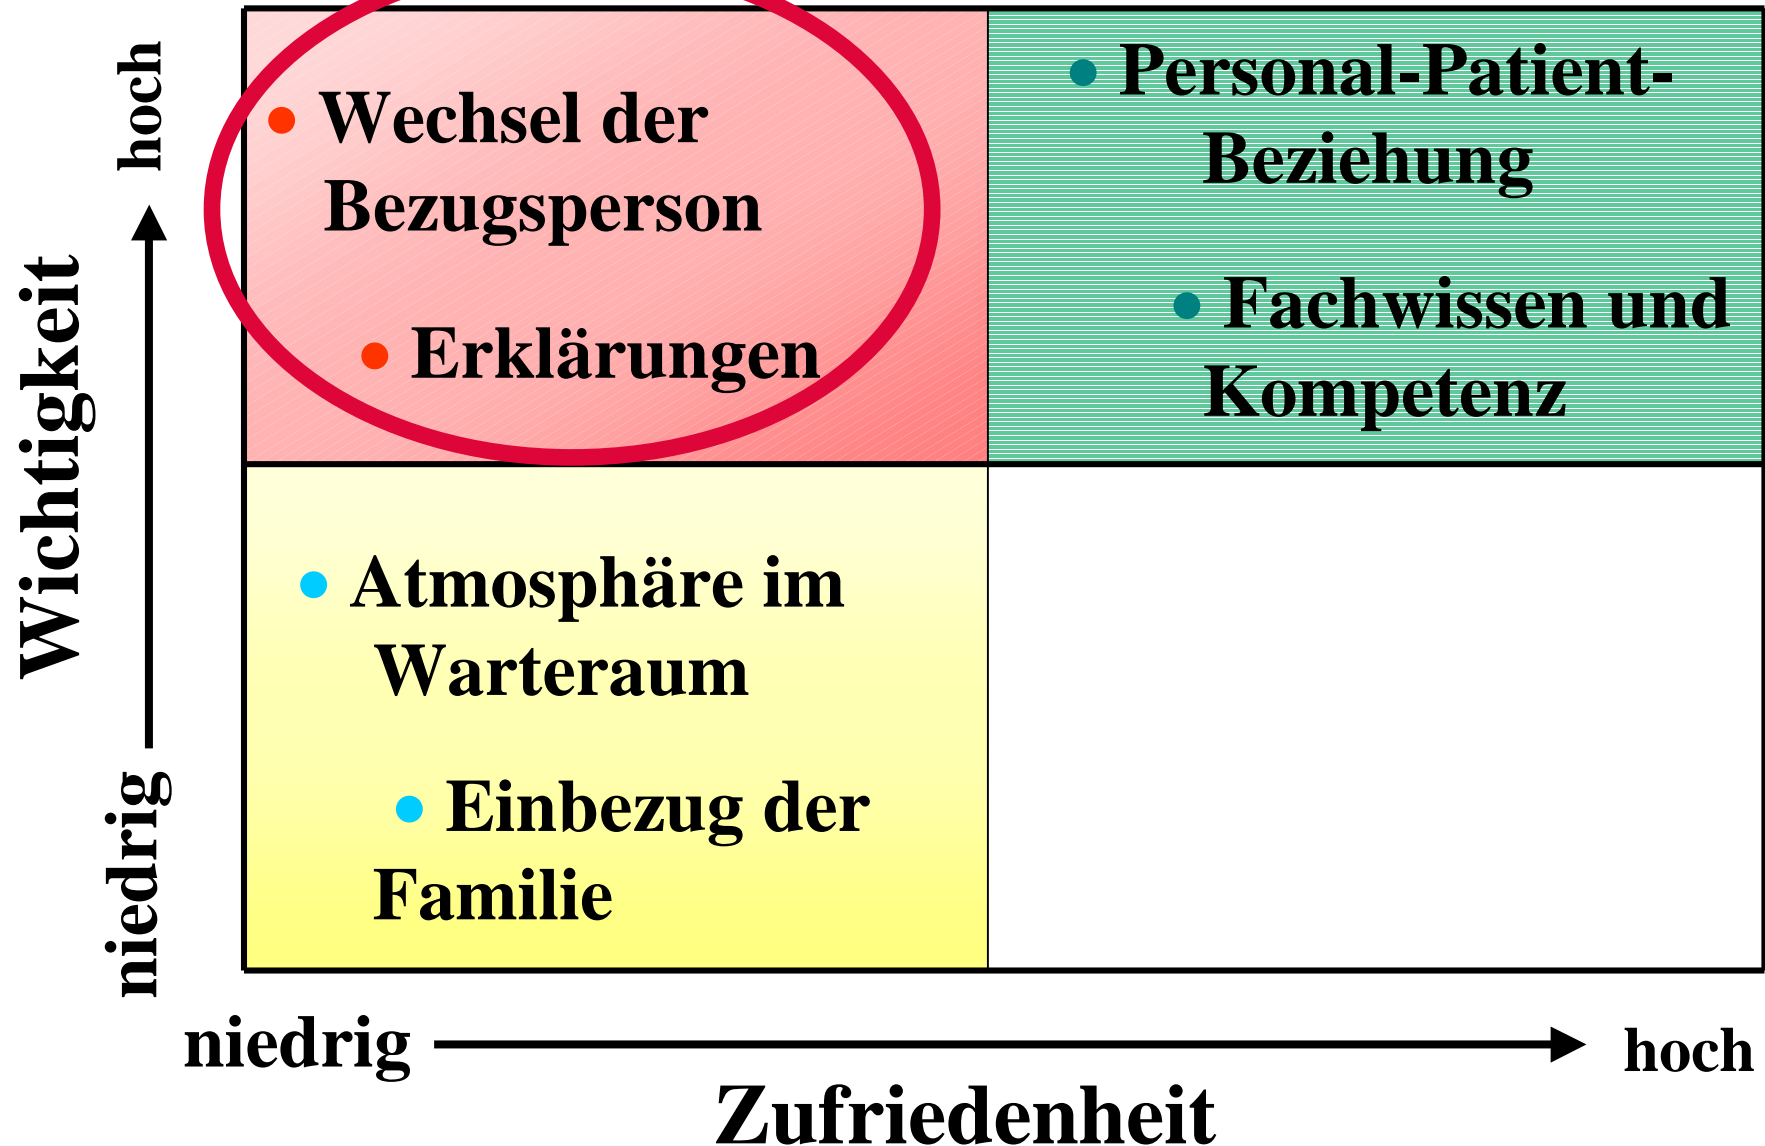 hoch
Wichtigkeit
niedrig
• Wechsel der
Bezugsperson
• Erklärungen
• Personal-Patient-
Beziehung
• Fachwissen und
Kompetenz
• Atmosphäre im
Warteraum
• Einbezug der
Familie
niedrig
hoch
Zufriedenheit